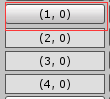 (1, 0)
(2, 0)
(3, 0)
(4, 0)